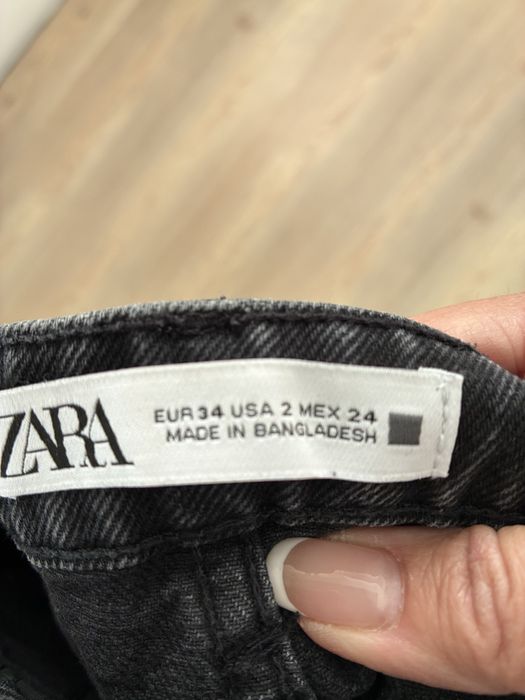 ZARA
EUR 34 USA 2 MEX 24
MADE IN BANGLADESH